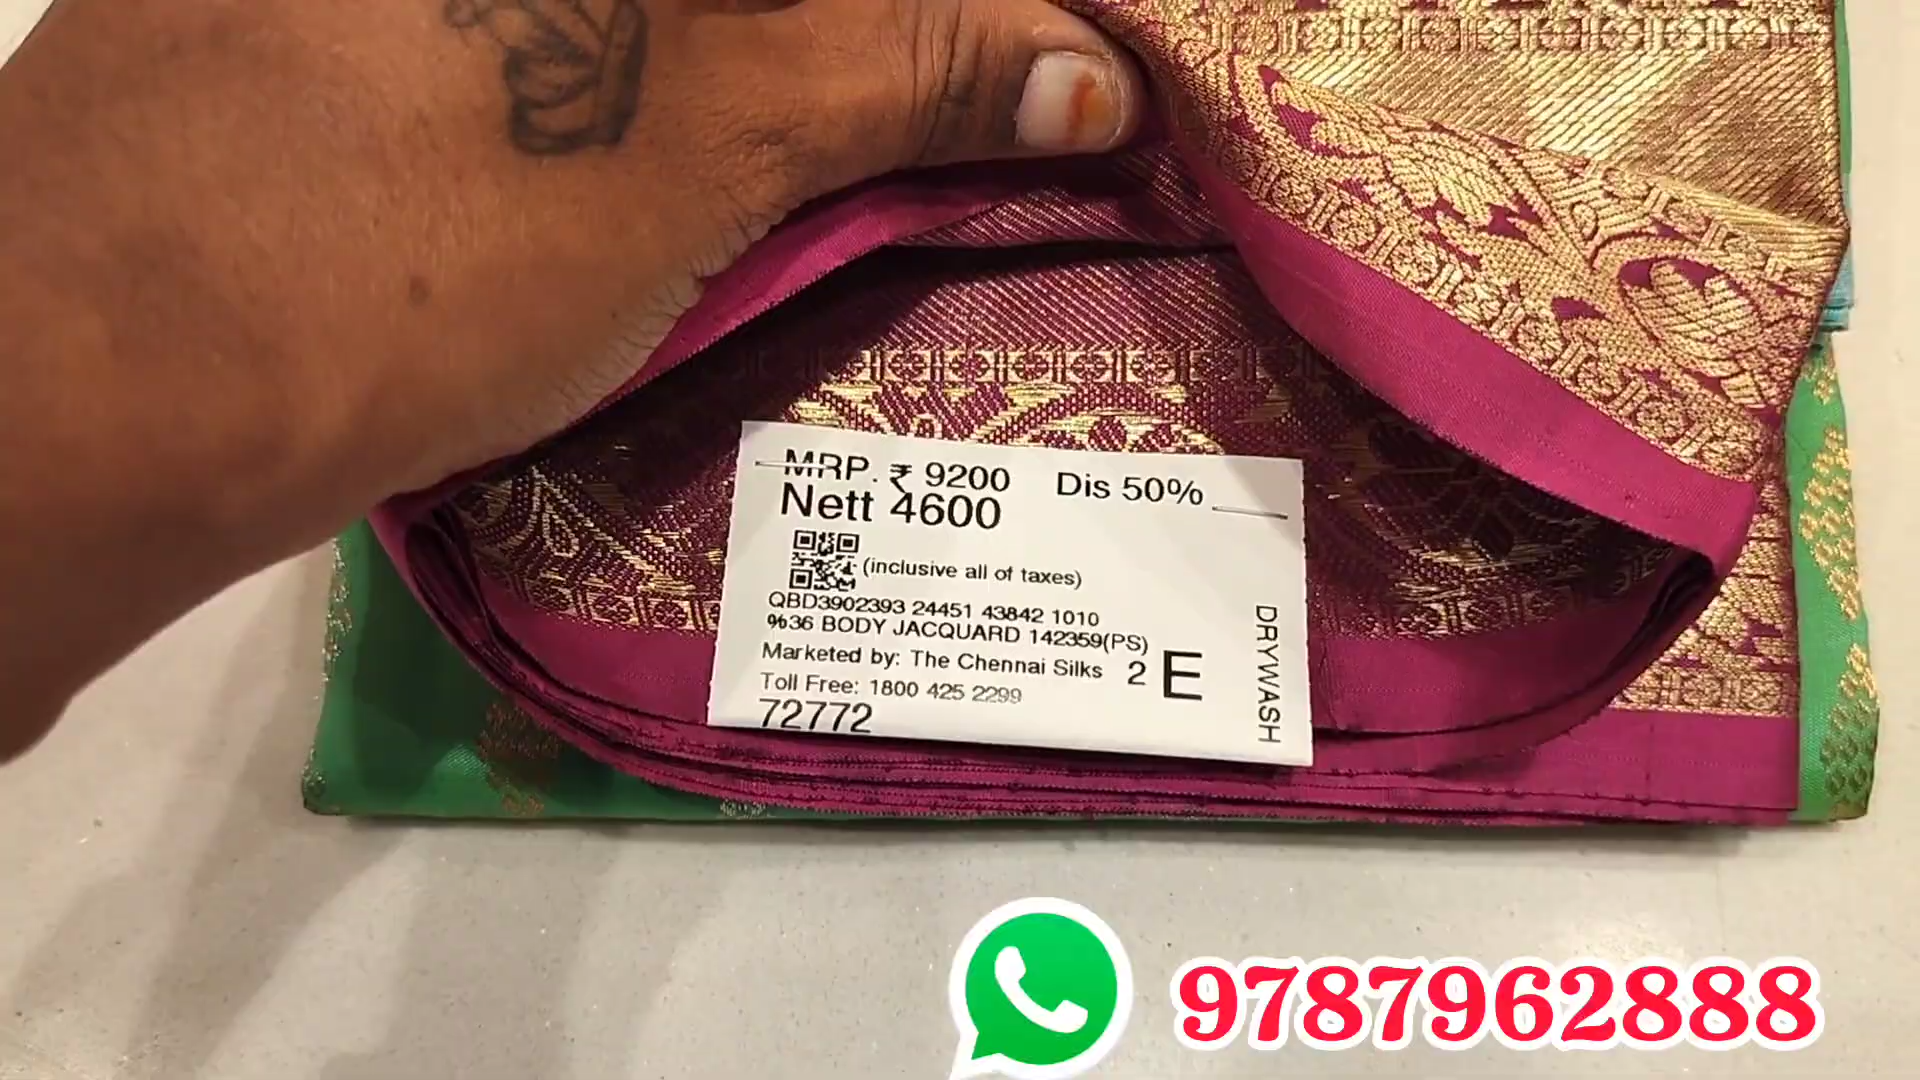 MRP. ₹ 9200 Dis 50%
Nett 4600
(inclusive all of taxes)
QBD3902393 24451 43842 1010
%36 BODY JACQUARD 142359(PS)
Marketed by: The Chennai Silks 2 E
Toll Free: 1800 425 2299
72772
DRYWASH
9787962888